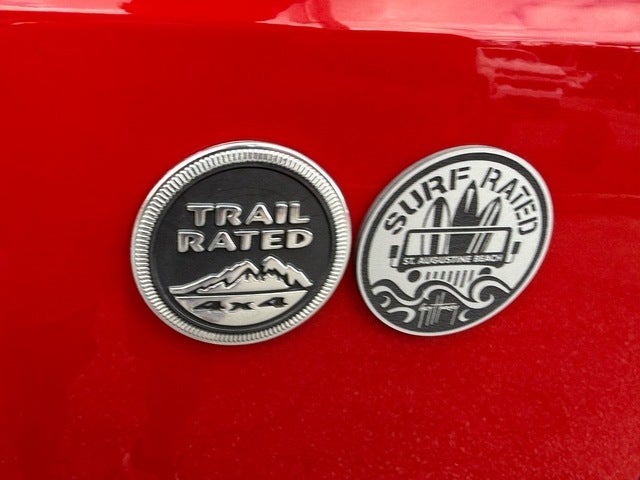 TRAIL
RATED
4x4
SURF RATED
ST. AUGUSTINE BEACH